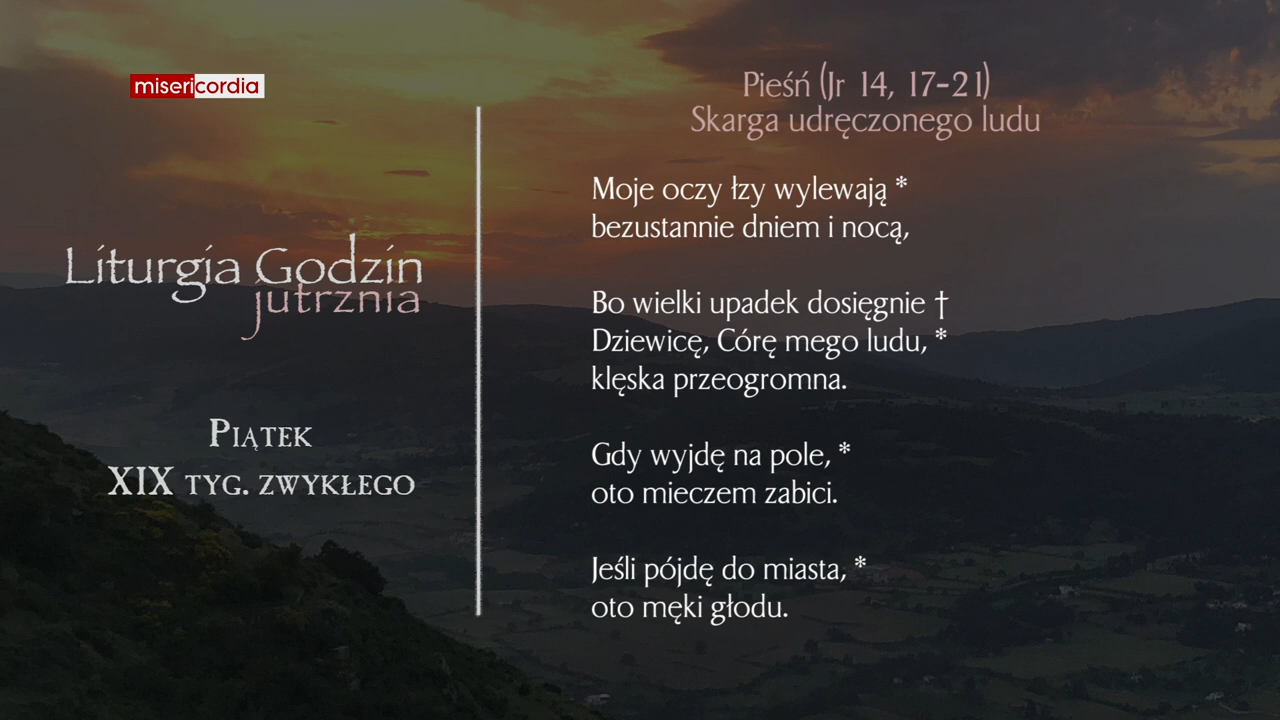 misericordia
Liturgia Godzin
jutrznia
Piątek
XIX tyg. zwykłego
Pieśń (Jr 14, 17-21)
Skarga udręczonego ludu
Moje oczy łzy wylewają *
bezustannie dniem i nocą,
Bo wielki upadek dosięgnie †
Dziewicę, Córę mego ludu, *
klęska przeogromna.
Gdy wyjdę na pole, *
oto mieczem zabici.
Jeśli pójdę do miasta, *
oto męki głodu.